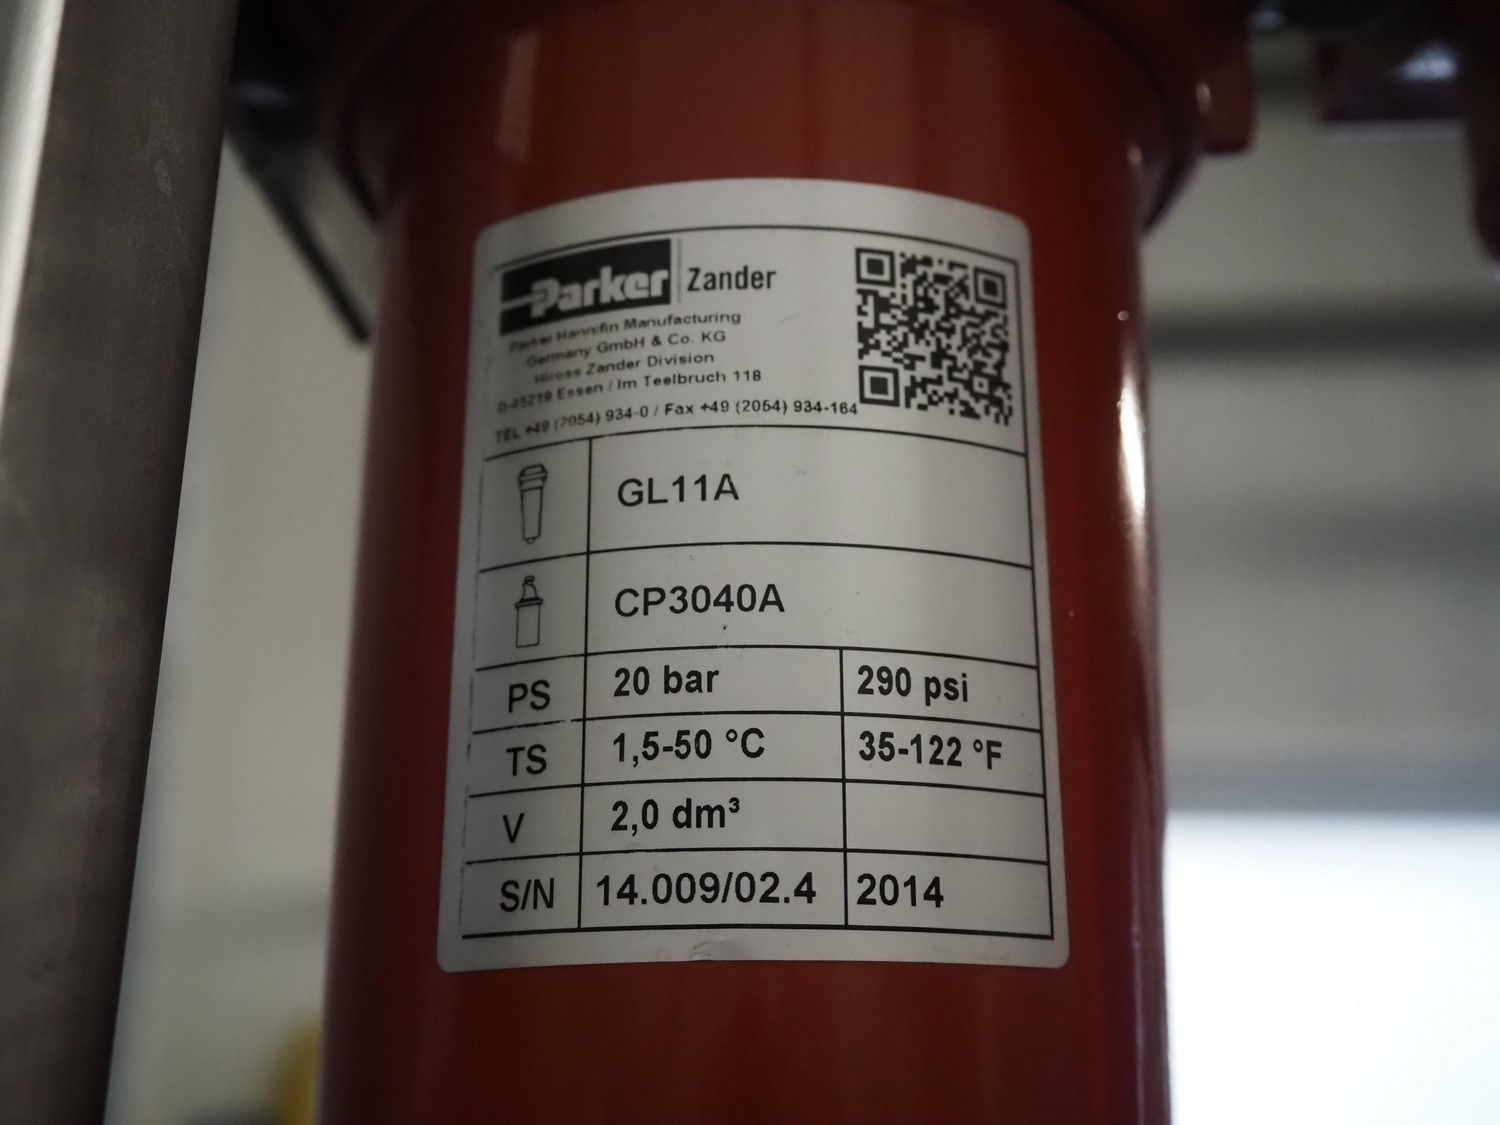 Parker Zander
Parker Hannifin Manufacturing
Germany GmbH & Co. KG
Hiross Zander Division
D-45219 Essen / Im Teelbruch 118
TEL +49 (2054) 934-0 / Fax +49 (2054) 934-164
GL11A
CP3040A
PS 20 bar 290 psi
TS 1,5-50 °C 35-122 °F
V 2,0 dm³
S/N 14.009/02.4 2014